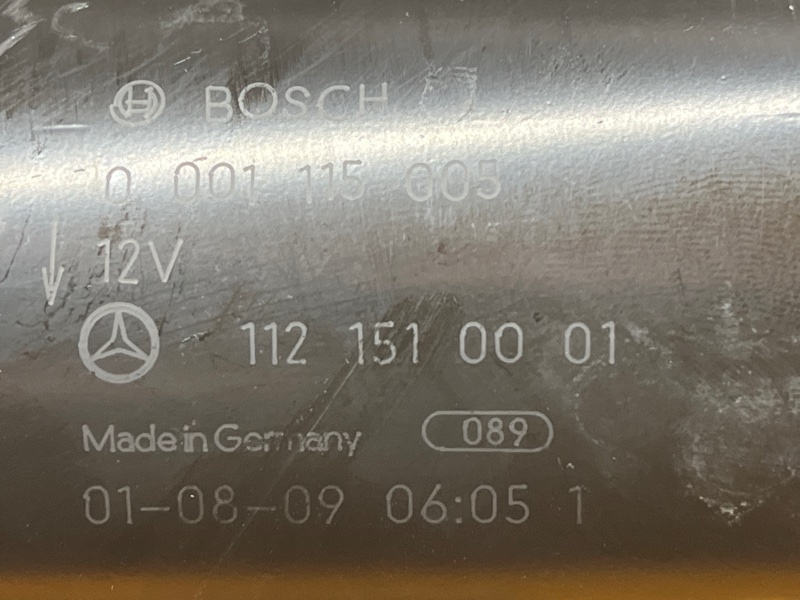 BOSCH
0 001 115 005
12V
112 151 00 01
Made in Germany 089
01-08-09 06:05 1